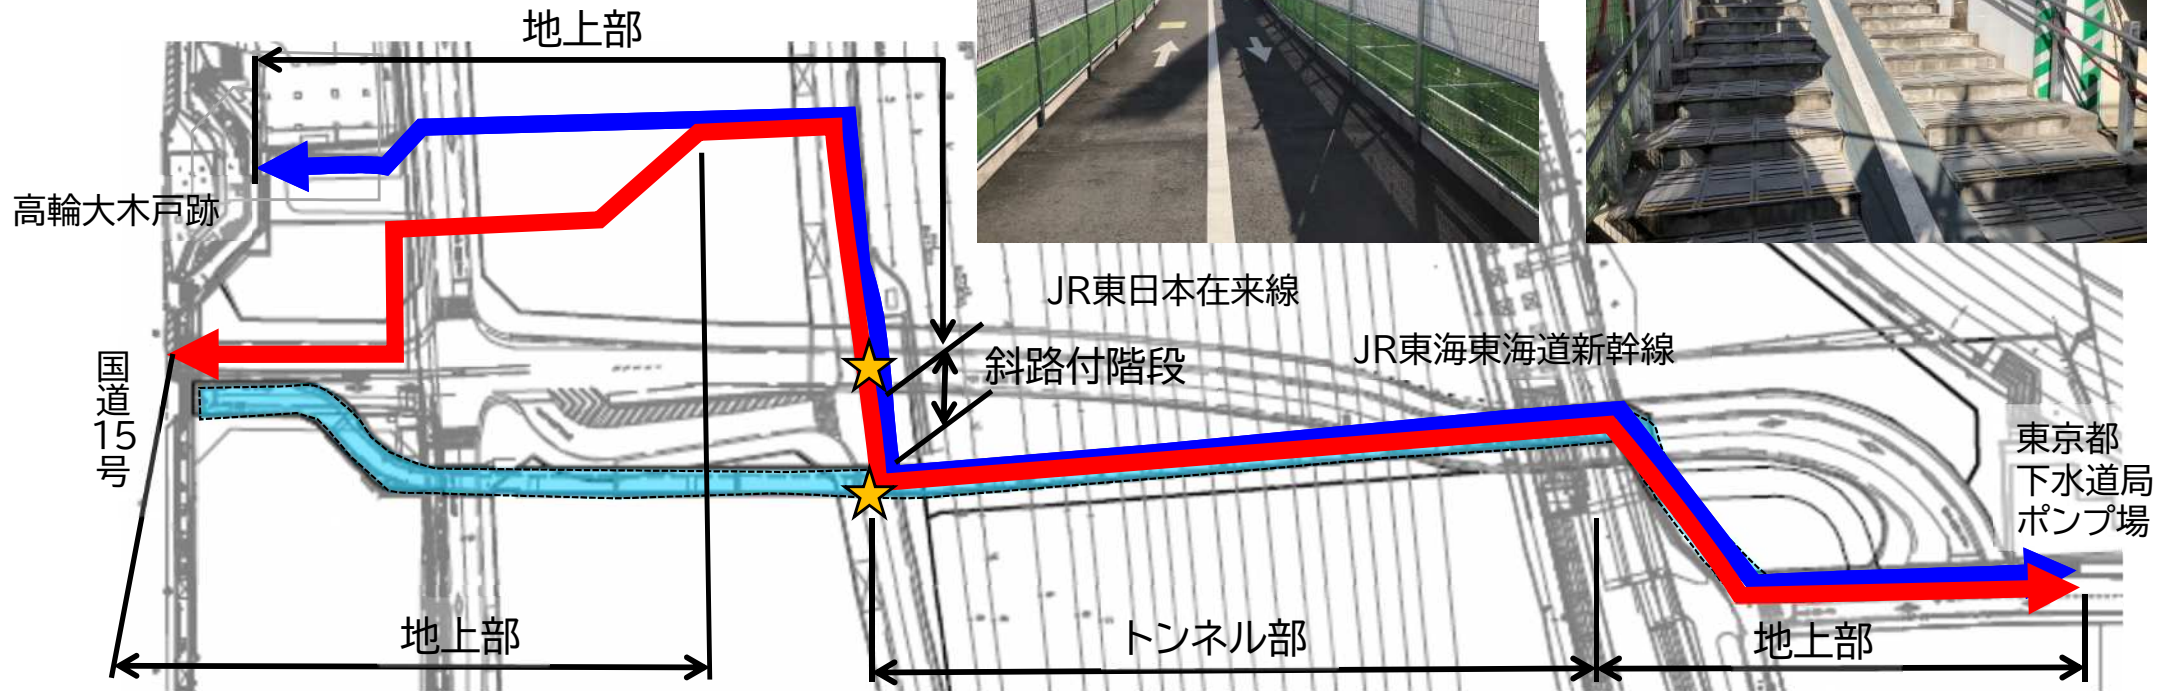 地上部
高輪大木戸跡
JR東日本在来線
JR東海東海道新幹線
斜路付階段
国道15号
東京都
下水道局
ポンプ場
地上部
トンネル部
地上部